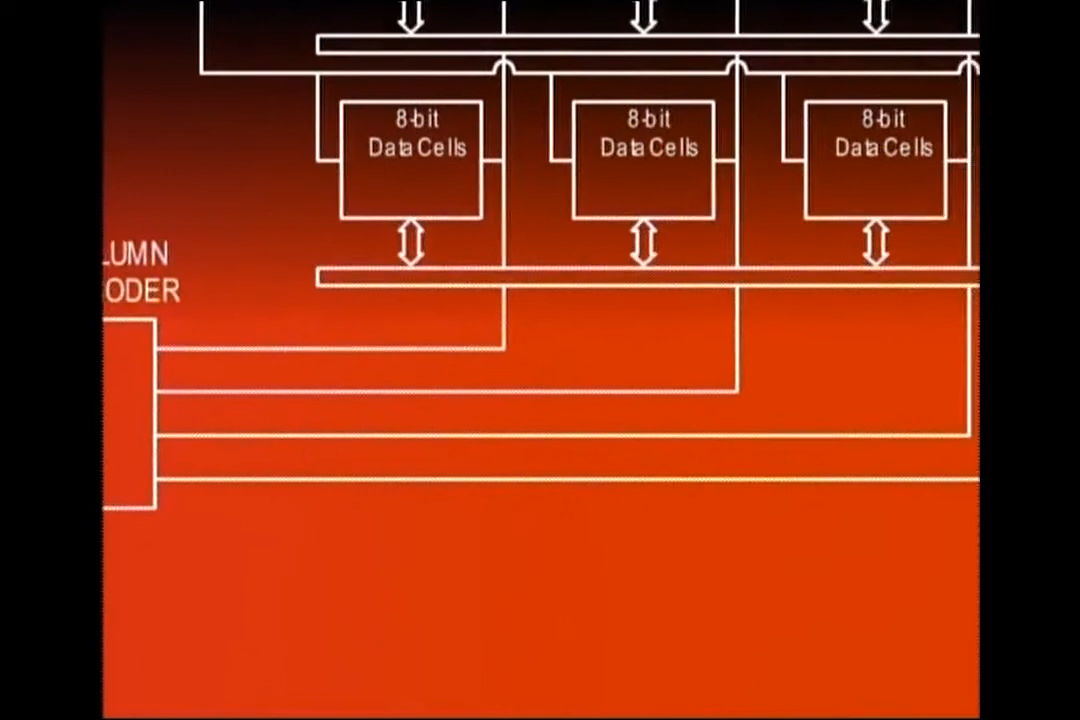 8-bit
Data Cells
8-bit
Data Cells
8-bit
Data Cells
LUMN
ODER